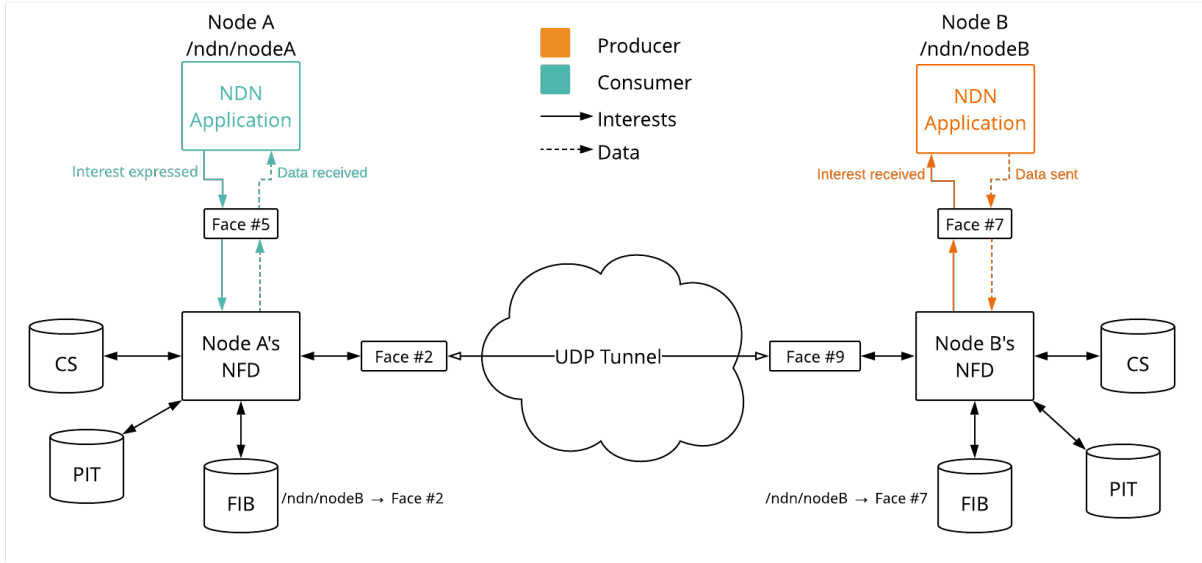 Node A
/ndn/nodeA
NDN
Application
Interest expressed
Data received
Face #5
Node A's
NFD
CS
PIT
FIB
/ndn/nodeB → Face #2
Face #2
Producer
Consumer
Interests
Data
UDP Tunnel
Node B
/ndn/nodeB
NDN
Application
Interest received
Data sent
Face #7
Face #9
Node B's
NFD
CS
PIT
FIB
/ndn/nodeB → Face #7